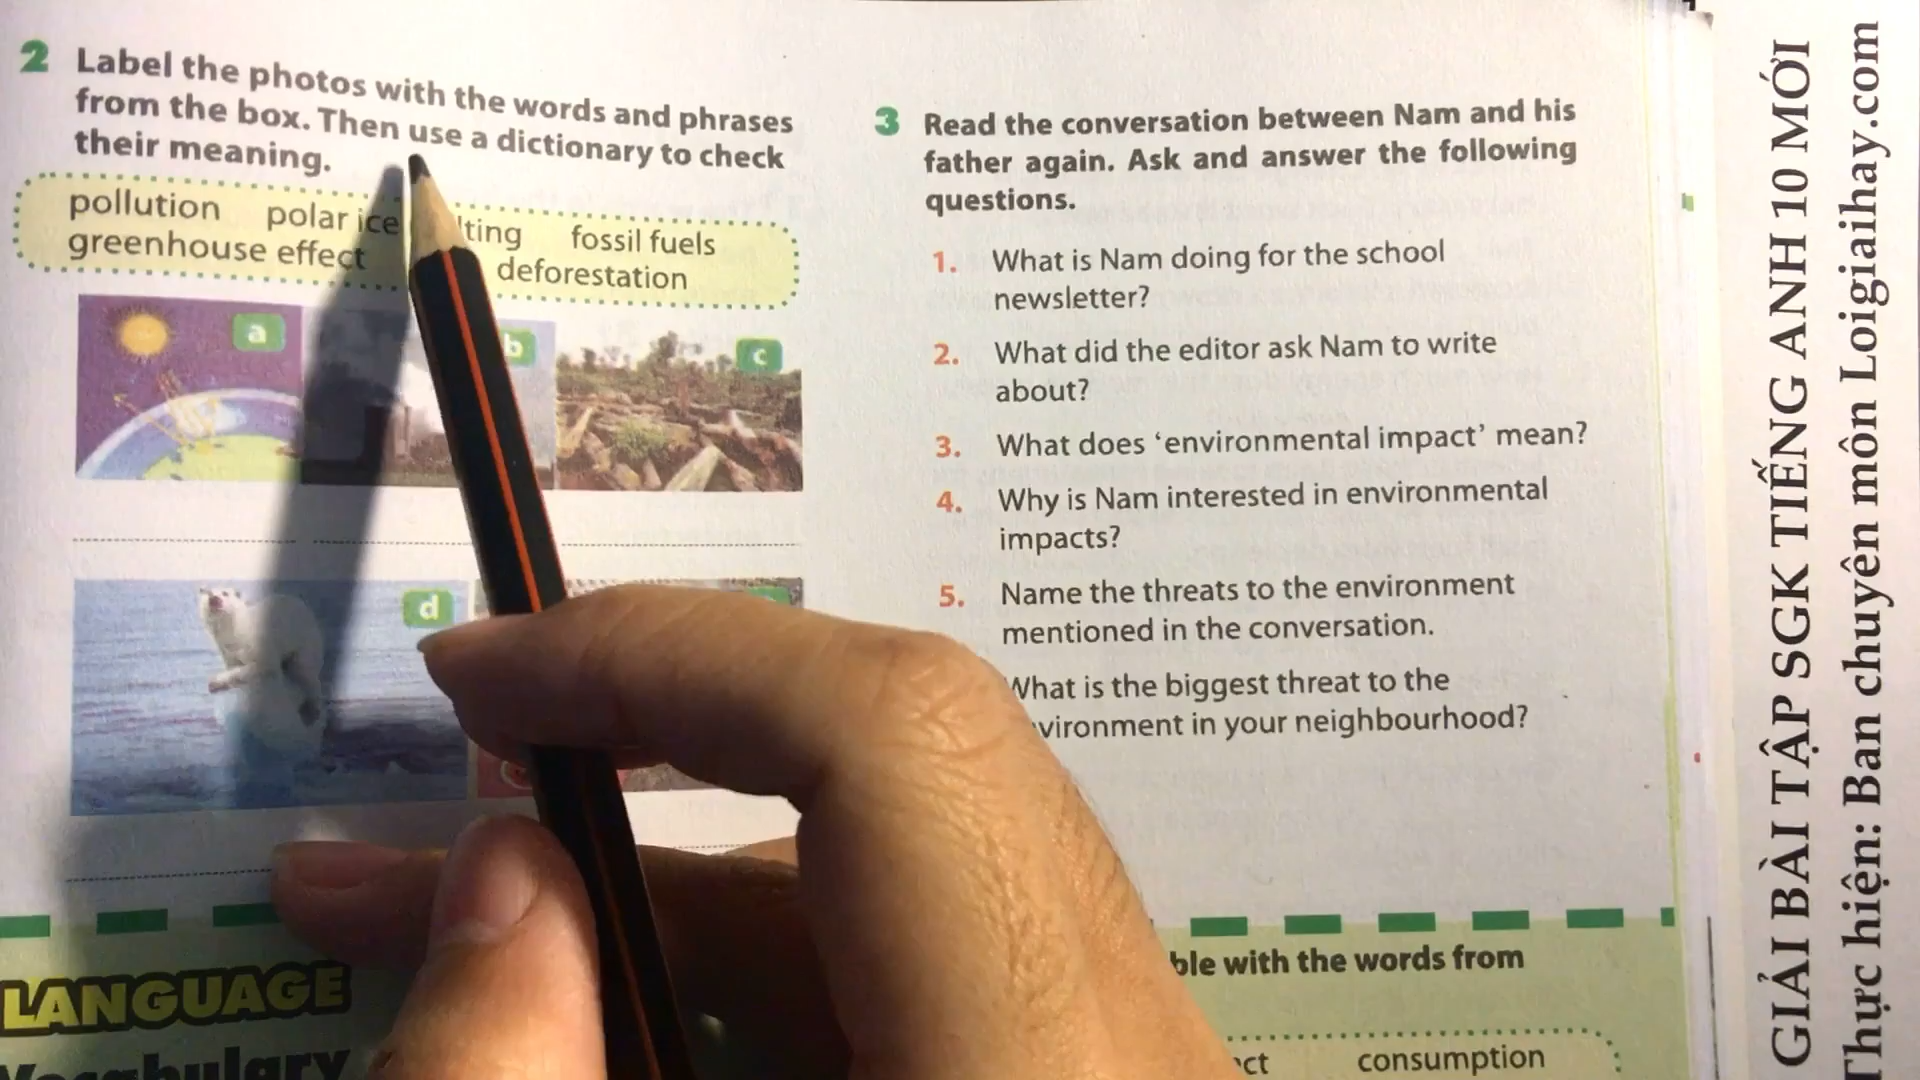 2 Label the photos with the words and phrases
from the box. Then use a dictionary to check
their meaning.
pollution polar ice fossil fuels
greenhouse effect deforestation
a
b
c
d
LANGUAGE
Vocabulary
3 Read the conversation between Nam and his
father again. Ask and answer the following
questions.
1. What is Nam doing for the school
newsletter?
2. What did the editor ask Nam to write
about?
3. What does ‘environmental impact’ mean?
4. Why is Nam interested in environmental
impacts?
5. Name the threats to the environment
mentioned in the conversation.
What is the biggest threat to the
vironment in your neighbourhood?
ble with the words from
ct consumption
GIẢI BÀI TẬP SGK TIẾNG ANH 10 MỚI
Thực hiện: Ban chuyên môn Loigiaihay.com